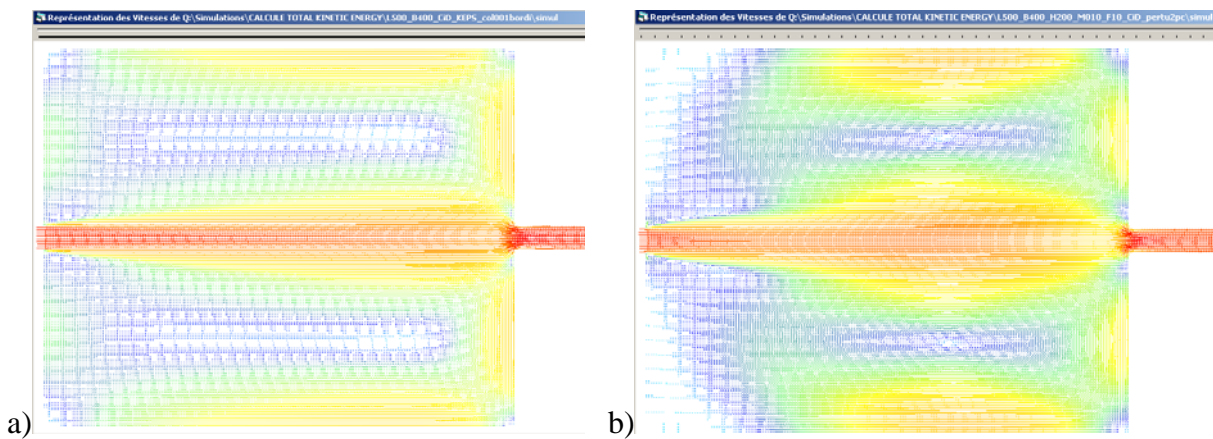 Représentation des Vitesses de Q:\Simulations\CALCULE TOTAL KINETIC ENERGY\L500_B400_CiD_KEPS_col001bordi\simul
Représentation des Vitesses de Q:\Simulations\CALCULE TOTAL KINETIC ENERGY\L500_B400_H200_M010_F10_CiD_pertu2pc\simul
a)
b)